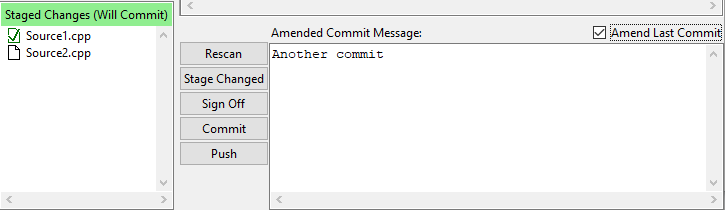 Staged Changes (Will Commit)
Source1.cpp
Source2.cpp
Amended Commit Message:
Amend Last Commit
Rescan
Stage Changed
Sign Off
Commit
Push
Another commit